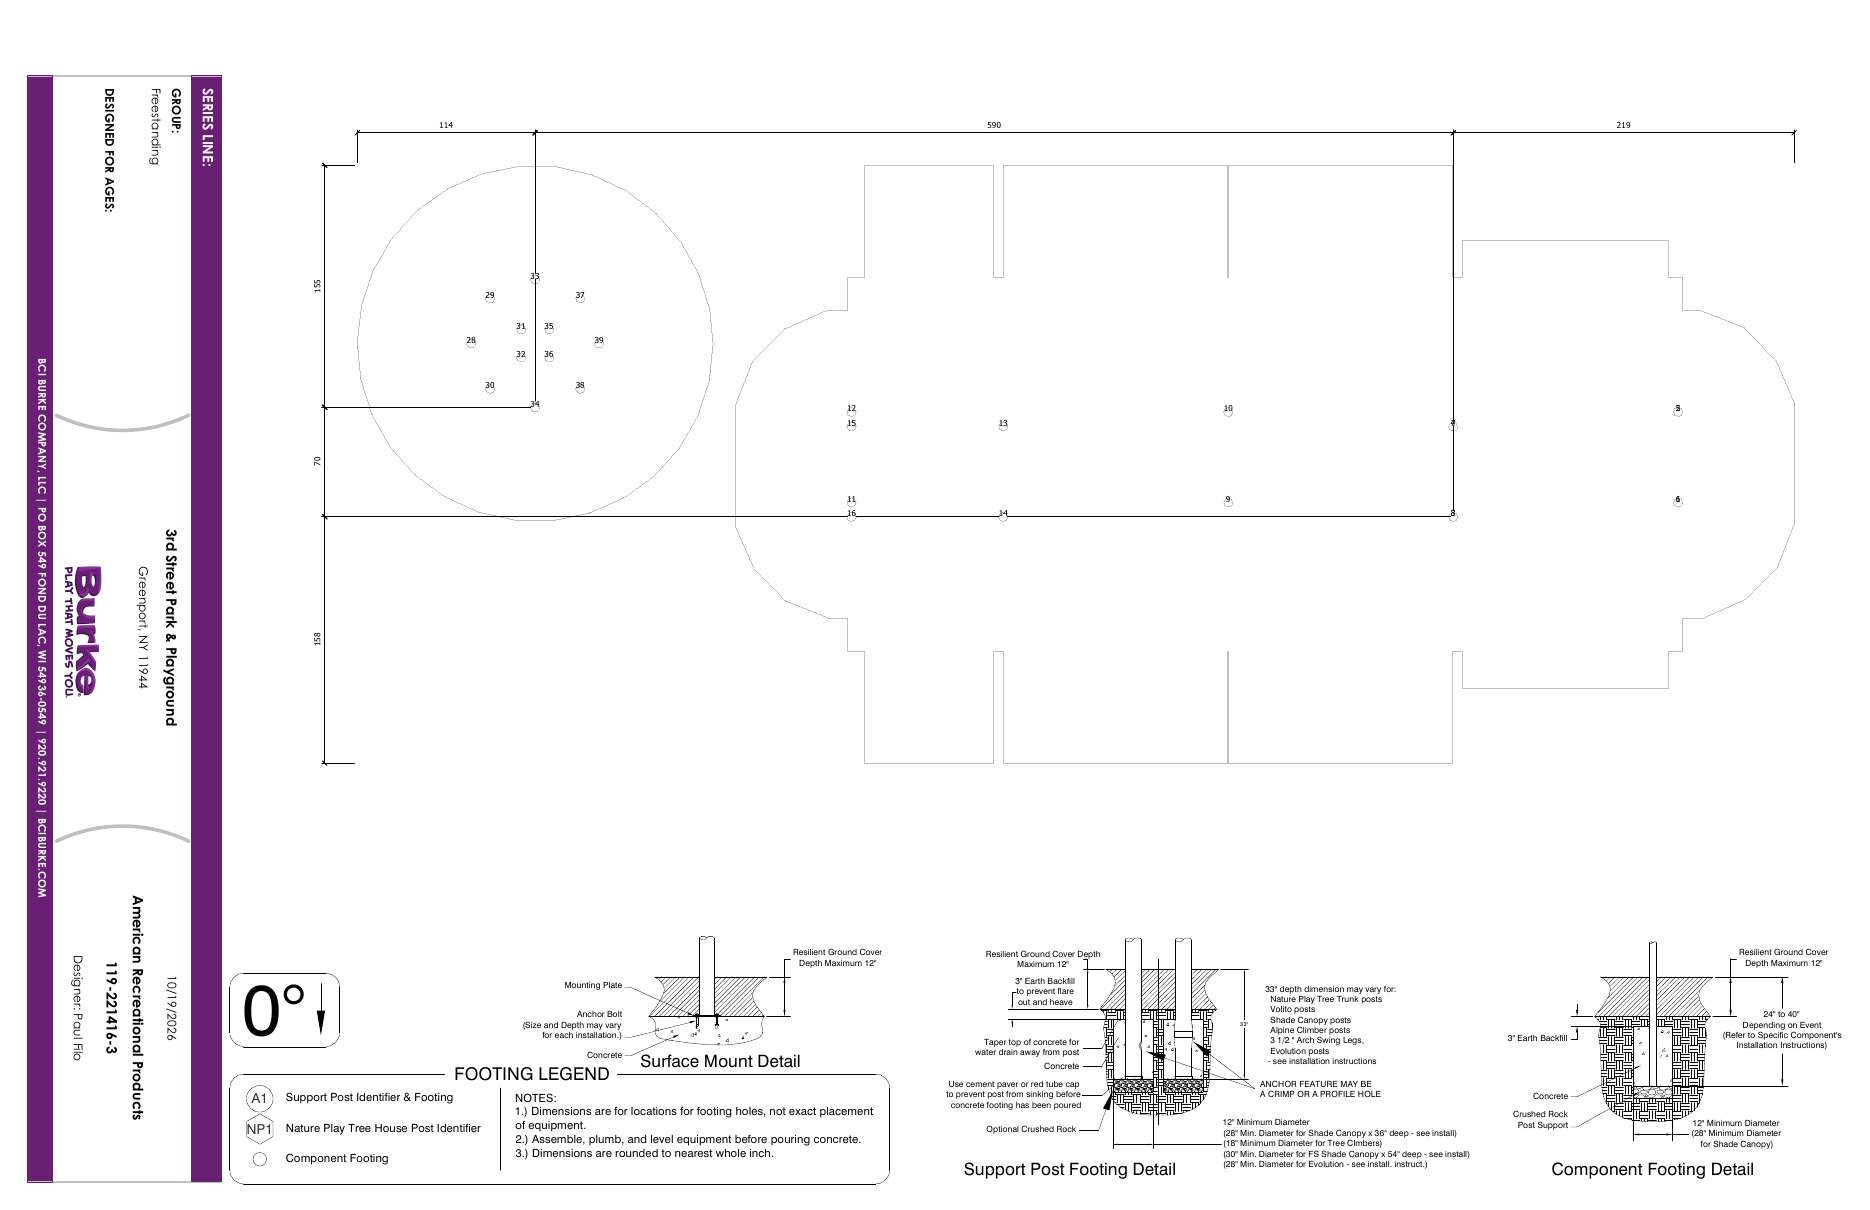 SERIES LINE:
GROUP:
Freestanding
DESIGNED FOR AGES:
3rd Street Park & Playground
Greenport, NY 11944
Burke
PLAY THAT MOVES YOU.
BCI BURKE COMPANY, LLC | PO BOX 549 FOND DU LAC, WI 54936-0549 | 920.921.9220 | BCIBURKE.COM
10/19/2026
American Recreational Products
119-221416-3
Designer: Paul Filo
114
590
219
155
70
158
33
29
37
31
35
28
39
32
36
30
38
34
12
10
15
13
11
9
6
16
14
0°
Resilient Ground Cover
Depth Maximum 12"
Mounting Plate
Anchor Bolt
(Size and Depth may vary
for each installation.)
Concrete
Surface Mount Detail
FOOTING LEGEND
A1
Support Post Identifier & Footing
NP1
Nature Play Tree House Post Identifier
Component Footing
NOTES:
1.) Dimensions are for locations for footing holes, not exact placement
of equipment.
2.) Assemble, plumb, and level equipment before pouring concrete.
3.) Dimensions are rounded to nearest whole inch.
Resilient Ground Cover Depth
Maximum 12"
3" Earth Backfill
to prevent flare
out and heave
Taper top of concrete for
water drain away from post
Concrete
Use cement paver or red tube cap
to prevent post from sinking before
concrete footing has been poured
Optional Crushed Rock
33"
33" depth dimension may vary for:
Nature Play Tree Trunk posts
Volito posts
Shade Canopy posts
Alpine Climber posts
3 1/2 " Arch Swing Legs,
Evolution posts
- see installation instructions
ANCHOR FEATURE MAY BE
A CRIMP OR A PROFILE HOLE
12" Minimum Diameter
(28" Min. Diameter for Shade Canopy x 36" deep - see install)
(18" Minimum Diameter for Tree Clmbers)
(30" Min. Diameter for FS Shade Canopy x 54" deep - see install)
(28" Min. Diameter for Evolution - see install. instruct.)
Support Post Footing Detail
Resilient Ground Cover
Depth Maximum 12"
24" to 40"
Depending on Event
(Refer to Specific Component's
Installation Instructions)
3" Earth Backfill
Concrete
Crushed Rock
Post Support
12" Minimum Diameter
(28" Minimum Diameter
for Shade Canopy)
Component Footing Detail